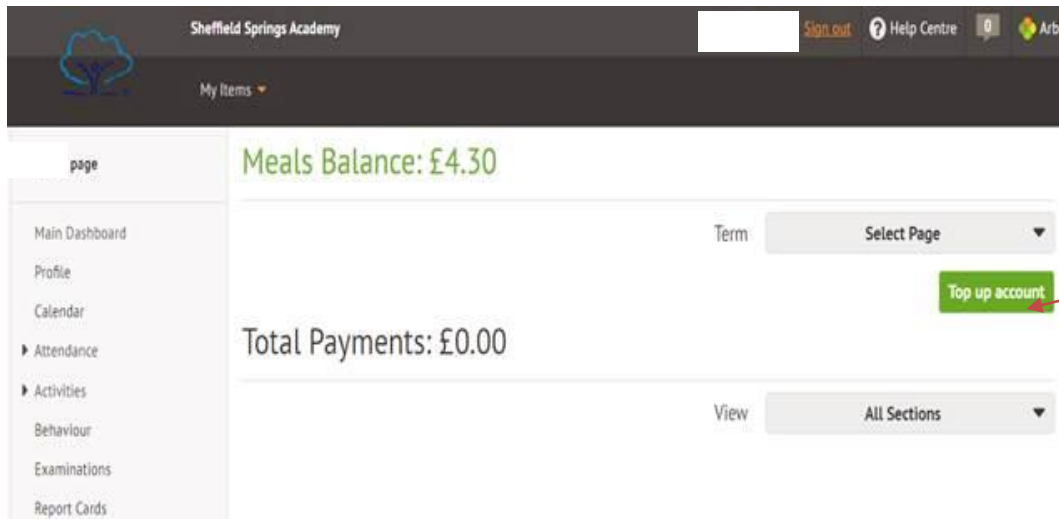 Sheffield Springs Academy
Sign out
Help Centre
0
Arb
My Items
page
Meals Balance: £4.30
Main Dashboard
Term
Select Page
Profile
Top up account
Calendar
Attendance
Total Payments: £0.00
Activities
View
All Sections
Behaviour
Examinations
Report Cards